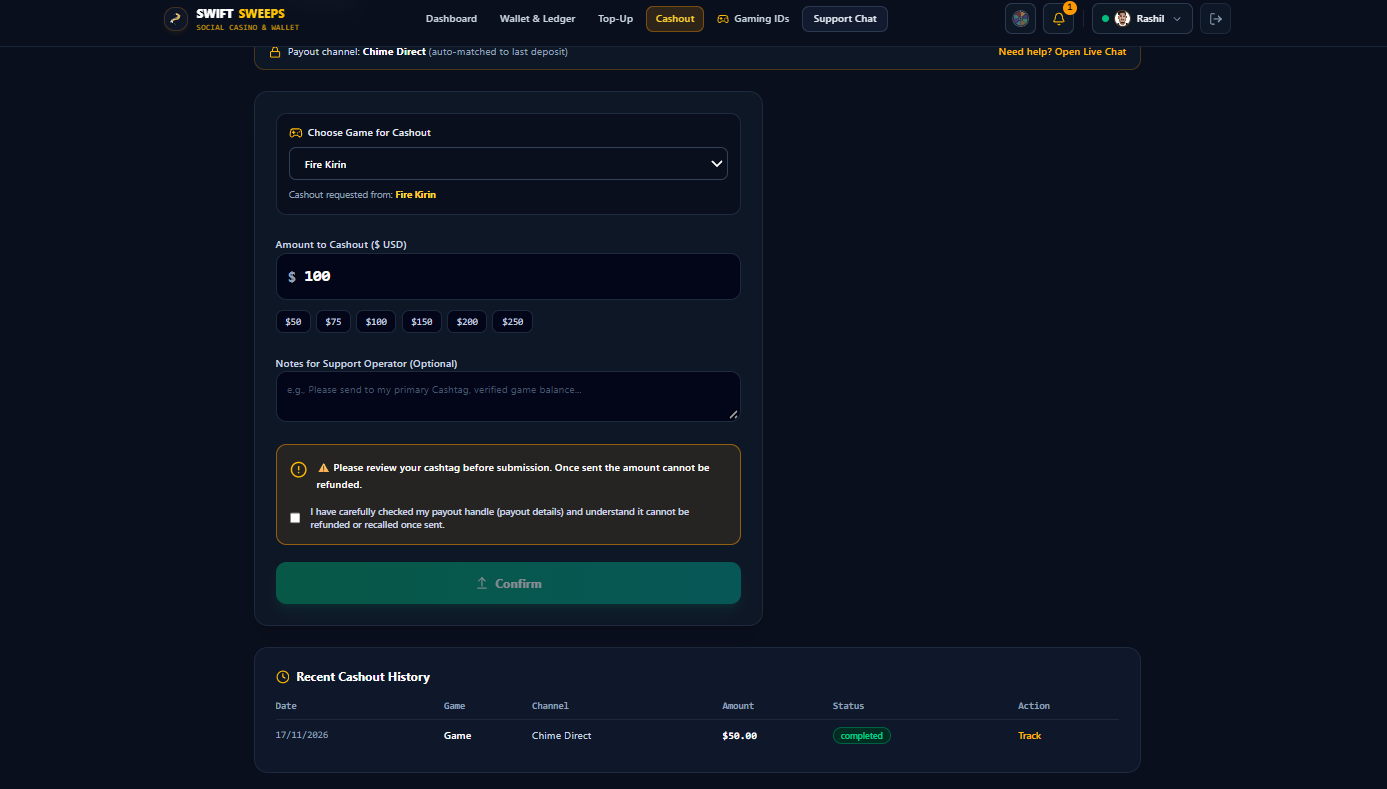 SWIFT SWEEPS
SOCIAL CASINO & WALLET
Dashboard
Wallet & Ledger
Top-Up
Cashout
Gaming IDs
Support Chat
1
Rashil
Payout channel: Chime Direct (auto-matched to last deposit)
Need help? Open Live Chat
Choose Game for Cashout
Fire Kirin
Cashout requested from: Fire Kirin
Amount to Cashout ($ USD)
$ 100
$50 $75 $100 $150 $200 $250
Notes for Support Operator (Optional)
e.g., Please send to my primary Cashtag, verified game balance...
⚠ Please review your cashtag before submission. Once sent the amount cannot be
refunded.
I have carefully checked my payout handle (payout details) and understand it cannot be
refunded or recalled once sent.
Confirm
Recent Cashout History
Date Game Channel Amount Status Action
17/11/2026 Game Chime Direct $50.00 completed Track